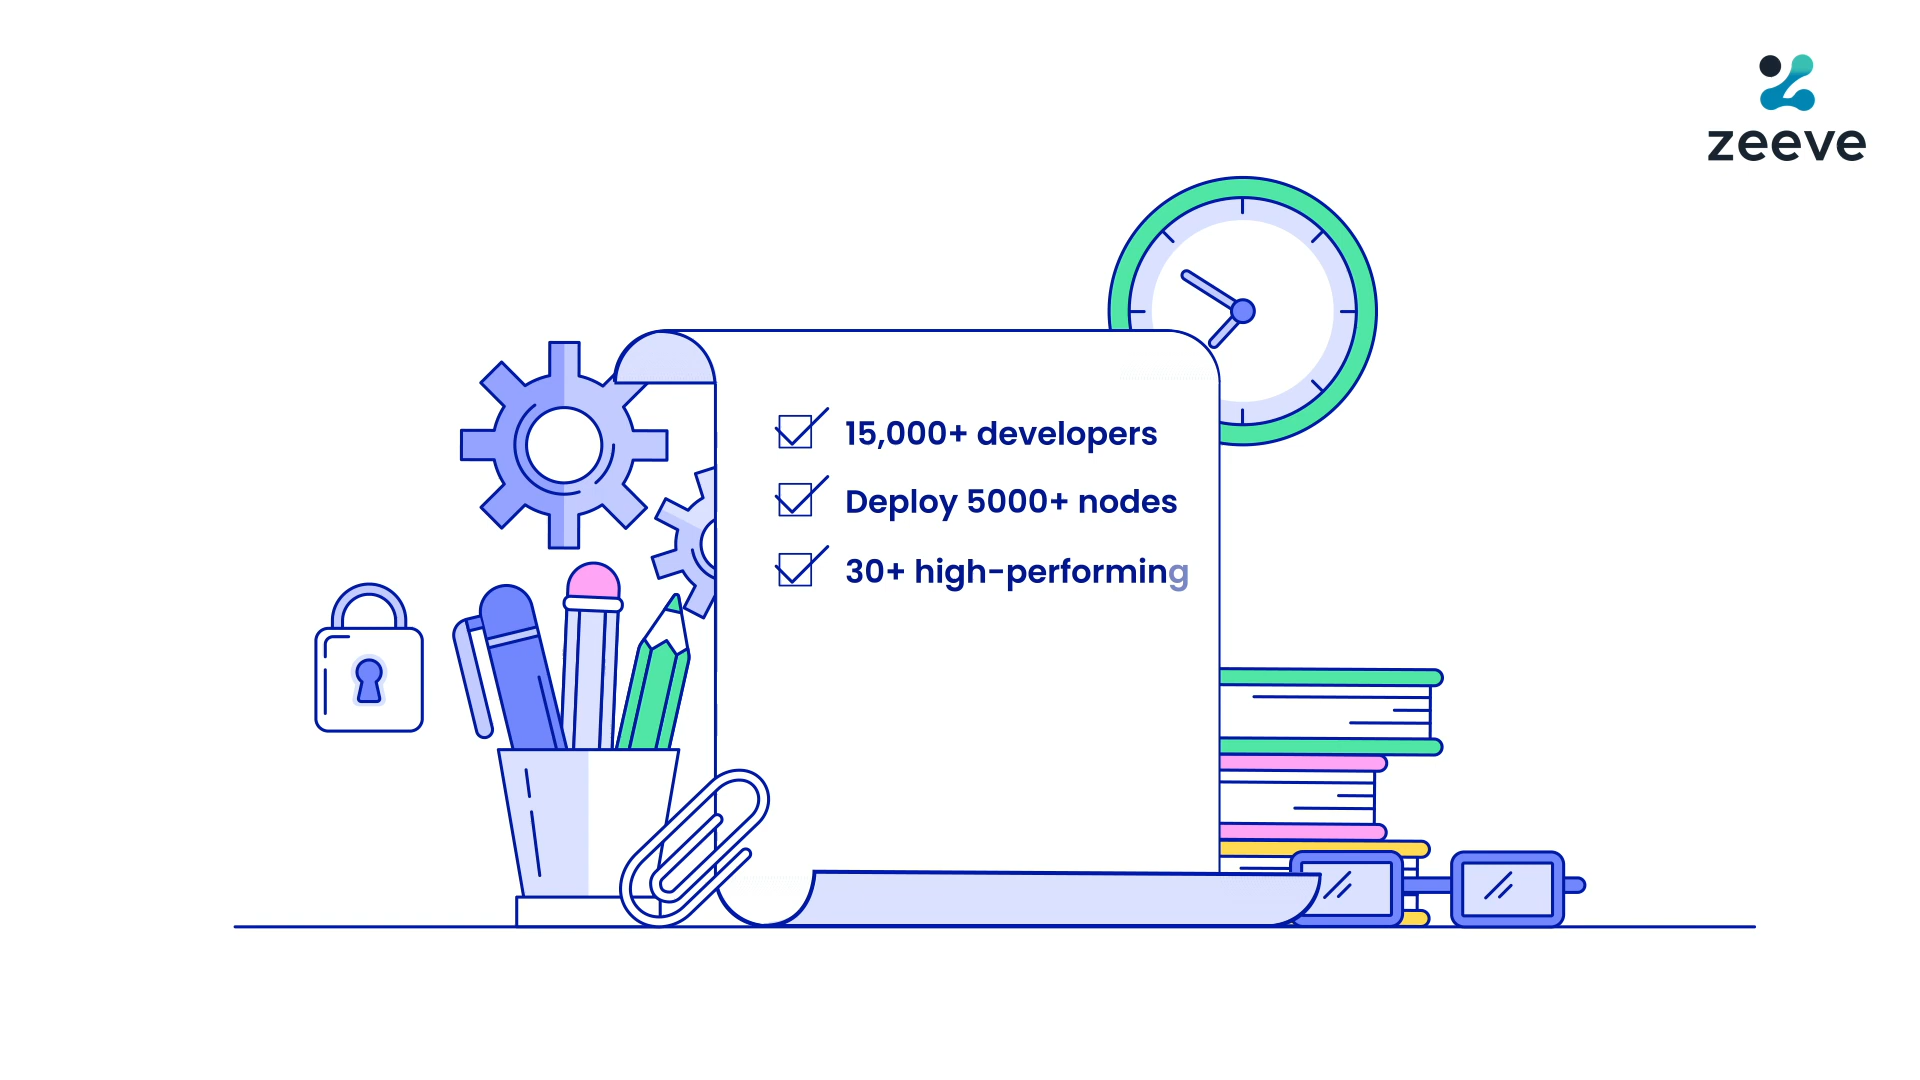 zeeve
15,000+ developers
Deploy 5000+ nodes
30+ high-performing